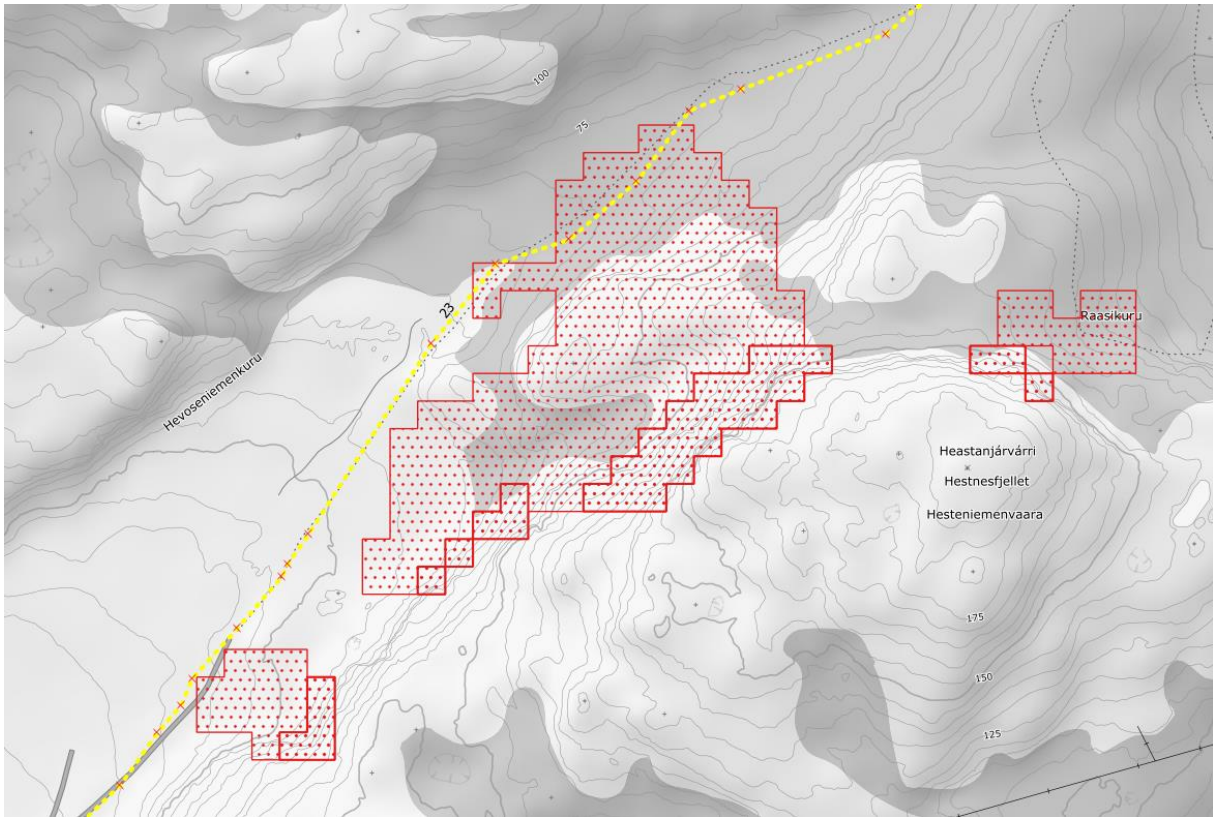 100
75
23
Raasikuru
Hevoseniemenkuru
Heastanjárvárri
Hestnesfjellet
Hesteniemenvaara
175
150
125